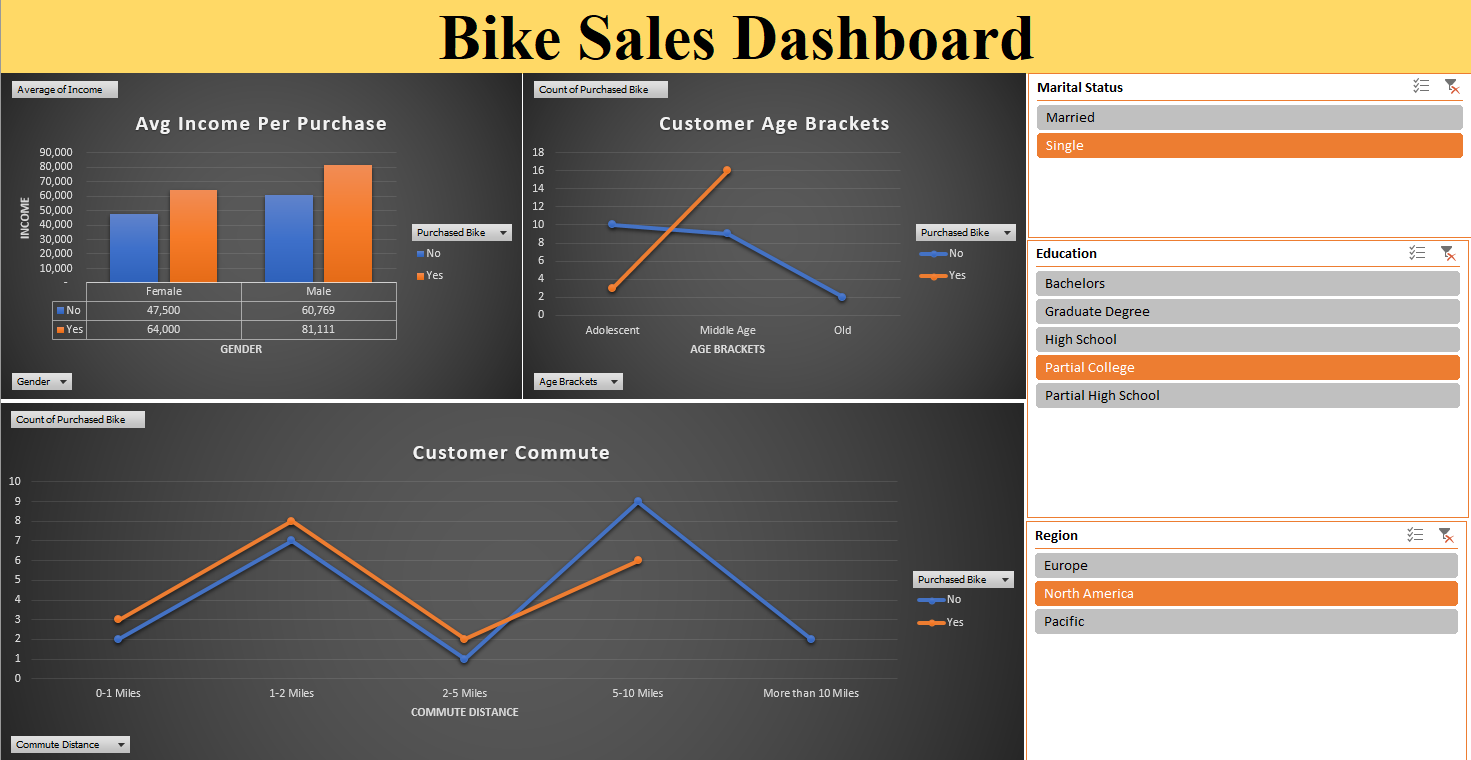 Bike Sales Dashboard
Average of Income
Avg Income Per Purchase
90,000
80,000
70,000
60,000
50,000
40,000
30,000
20,000
10,000
-
INCOME
Female Male
No 47,500 60,769
Yes 64,000 81,111
GENDER
Purchased Bike
No
Yes
Gender
Count of Purchased Bike
Customer Age Brackets
18
16
14
12
10
8
6
4
2
0
Adolescent Middle Age Old
AGE BRACKETS
Purchased Bike
No
Yes
Age Brackets
Marital Status
Married
Single
Education
Bachelors
Graduate Degree
High School
Partial College
Partial High School
Count of Purchased Bike
Customer Commute
10
9
8
7
6
5
4
3
2
1
0
0-1 Miles 1-2 Miles 2-5 Miles 5-10 Miles More than 10 Miles
COMMUTE DISTANCE
Purchased Bike
No
Yes
Commute Distance
Region
Europe
North America
Pacific